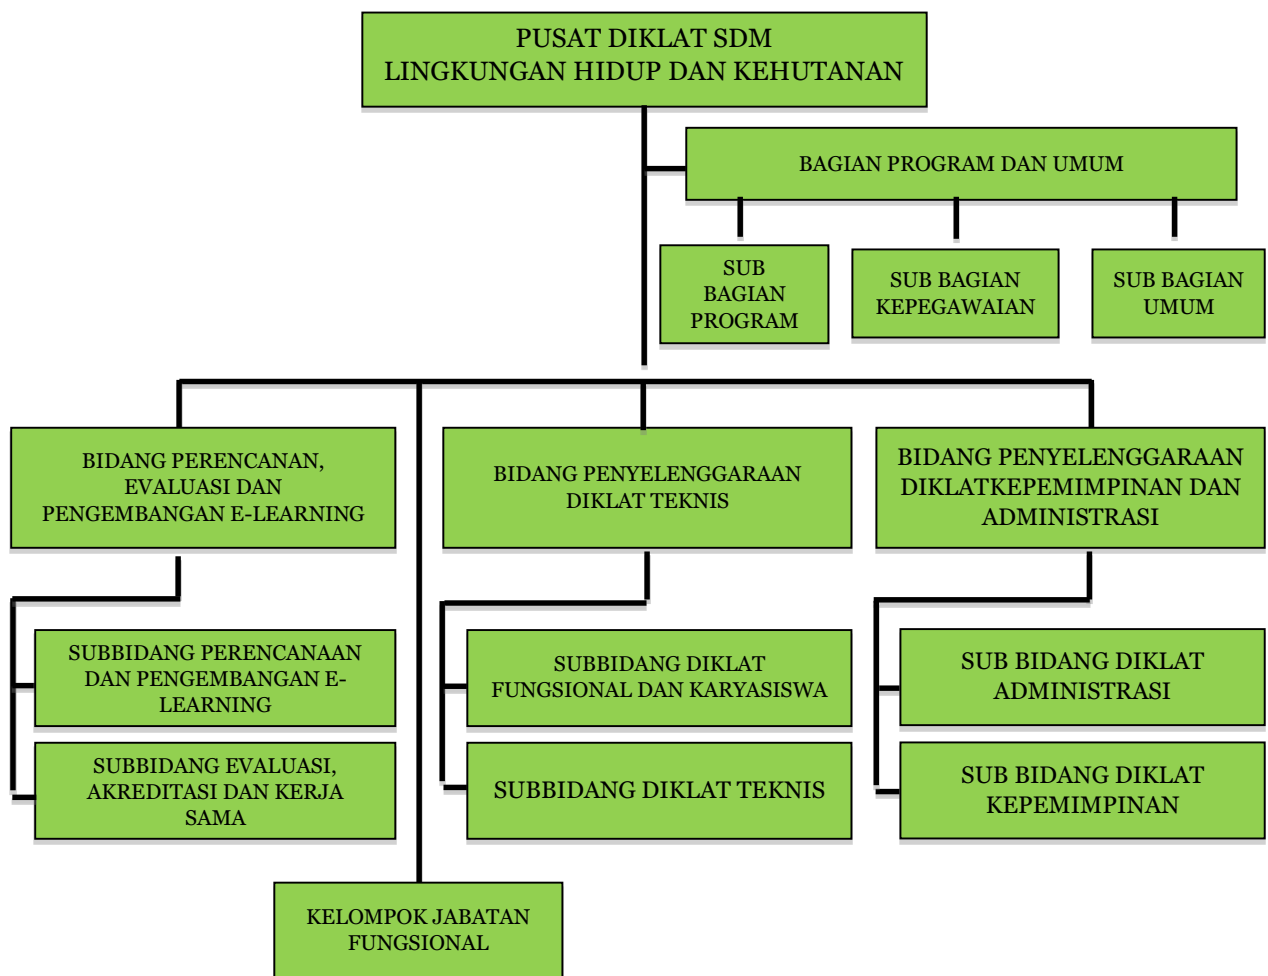 PUSAT DIKLAT SDM
LINGKUNGAN HIDUP DAN KEHUTANAN
BAGIAN PROGRAM DAN UMUM
SUB
BAGIAN
PROGRAM
SUB BAGIAN
KEPEGAWAIAN
SUB BAGIAN
UMUM
BIDANG PERENCANAN,
EVALUASI DAN
PENGEMBANGAN E-LEARNING
BIDANG PENYELENGGARAAN
DIKLAT TEKNIS
BIDANG PENYELENGGARAAN
DIKLATKEPEMIMPINAN DAN
ADMINISTRASI
SUBBIDANG PERENCANAAN
DAN PENGEMBANGAN E-
LEARNING
SUBBIDANG DIKLAT
FUNGSIONAL DAN KARYASISWA
SUB BIDANG DIKLAT
ADMINISTRASI
SUBBIDANG EVALUASI,
AKREDITASI DAN KERJA
SAMA
SUBBIDANG DIKLAT TEKNIS
SUB BIDANG DIKLAT
KEPEMIMPINAN
KELOMPOK JABATAN
FUNGSIONAL